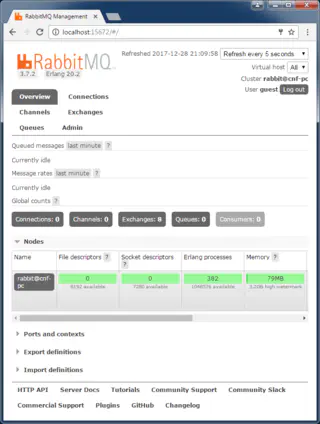 RabbitMQ Management
localhost:15672/#/
RabbitMQ
Refreshed 2017-12-28 21:09:58
Refresh every 5 seconds
Virtual host All
3.7.2 Erlang 20.2
Cluster rabbit@cnf-pc
User guest Log out
Overview Connections
Channels Exchanges
Queues Admin
Queued messages last minute ?
Currently idle
Message rates last minute ?
Currently idle
Global counts ?
Connections: 0 Channels: 0 Exchanges: 8 Queues: 0 Consumers: 0
Nodes
Name File descriptors ? Socket descriptors ? Erlang processes Memory ?
rabbit@cnf-pc 0 0 382 79MB
8192 available 7280 available 1048576 available high watermark
Ports and contexts
Export definitions
Import definitions
HTTP API Server Docs Tutorials Community Support Community Slack
Commercial Support Plugins GitHub Changelog